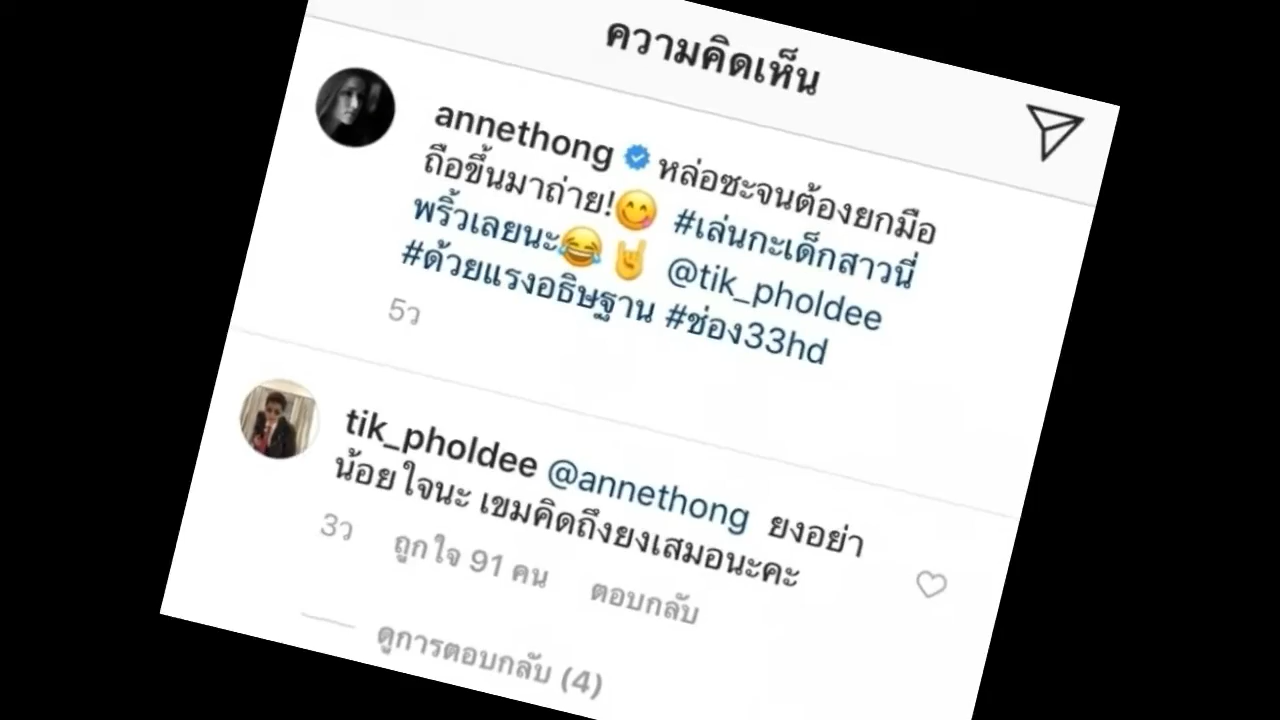 ความคิดเห็น
annethong หล่อซะจนต้องยกมือ
ถือขึ้นมาถ่าย!😋 #เล่นกะเด็กสาวนี่
พริ้วเลยนะ😂🤘 @tik_pholdee
#ด้วยแรงอธิษฐาน #ช่อง33hd
5ว
tik_pholdee @annethong ยงอย่า
น้อยใจนะ เขมคิดถึงยงเสมอนะคะ
3ว ถูกใจ 91 คน ตอบกลับ
ดูการตอบกลับ (4)